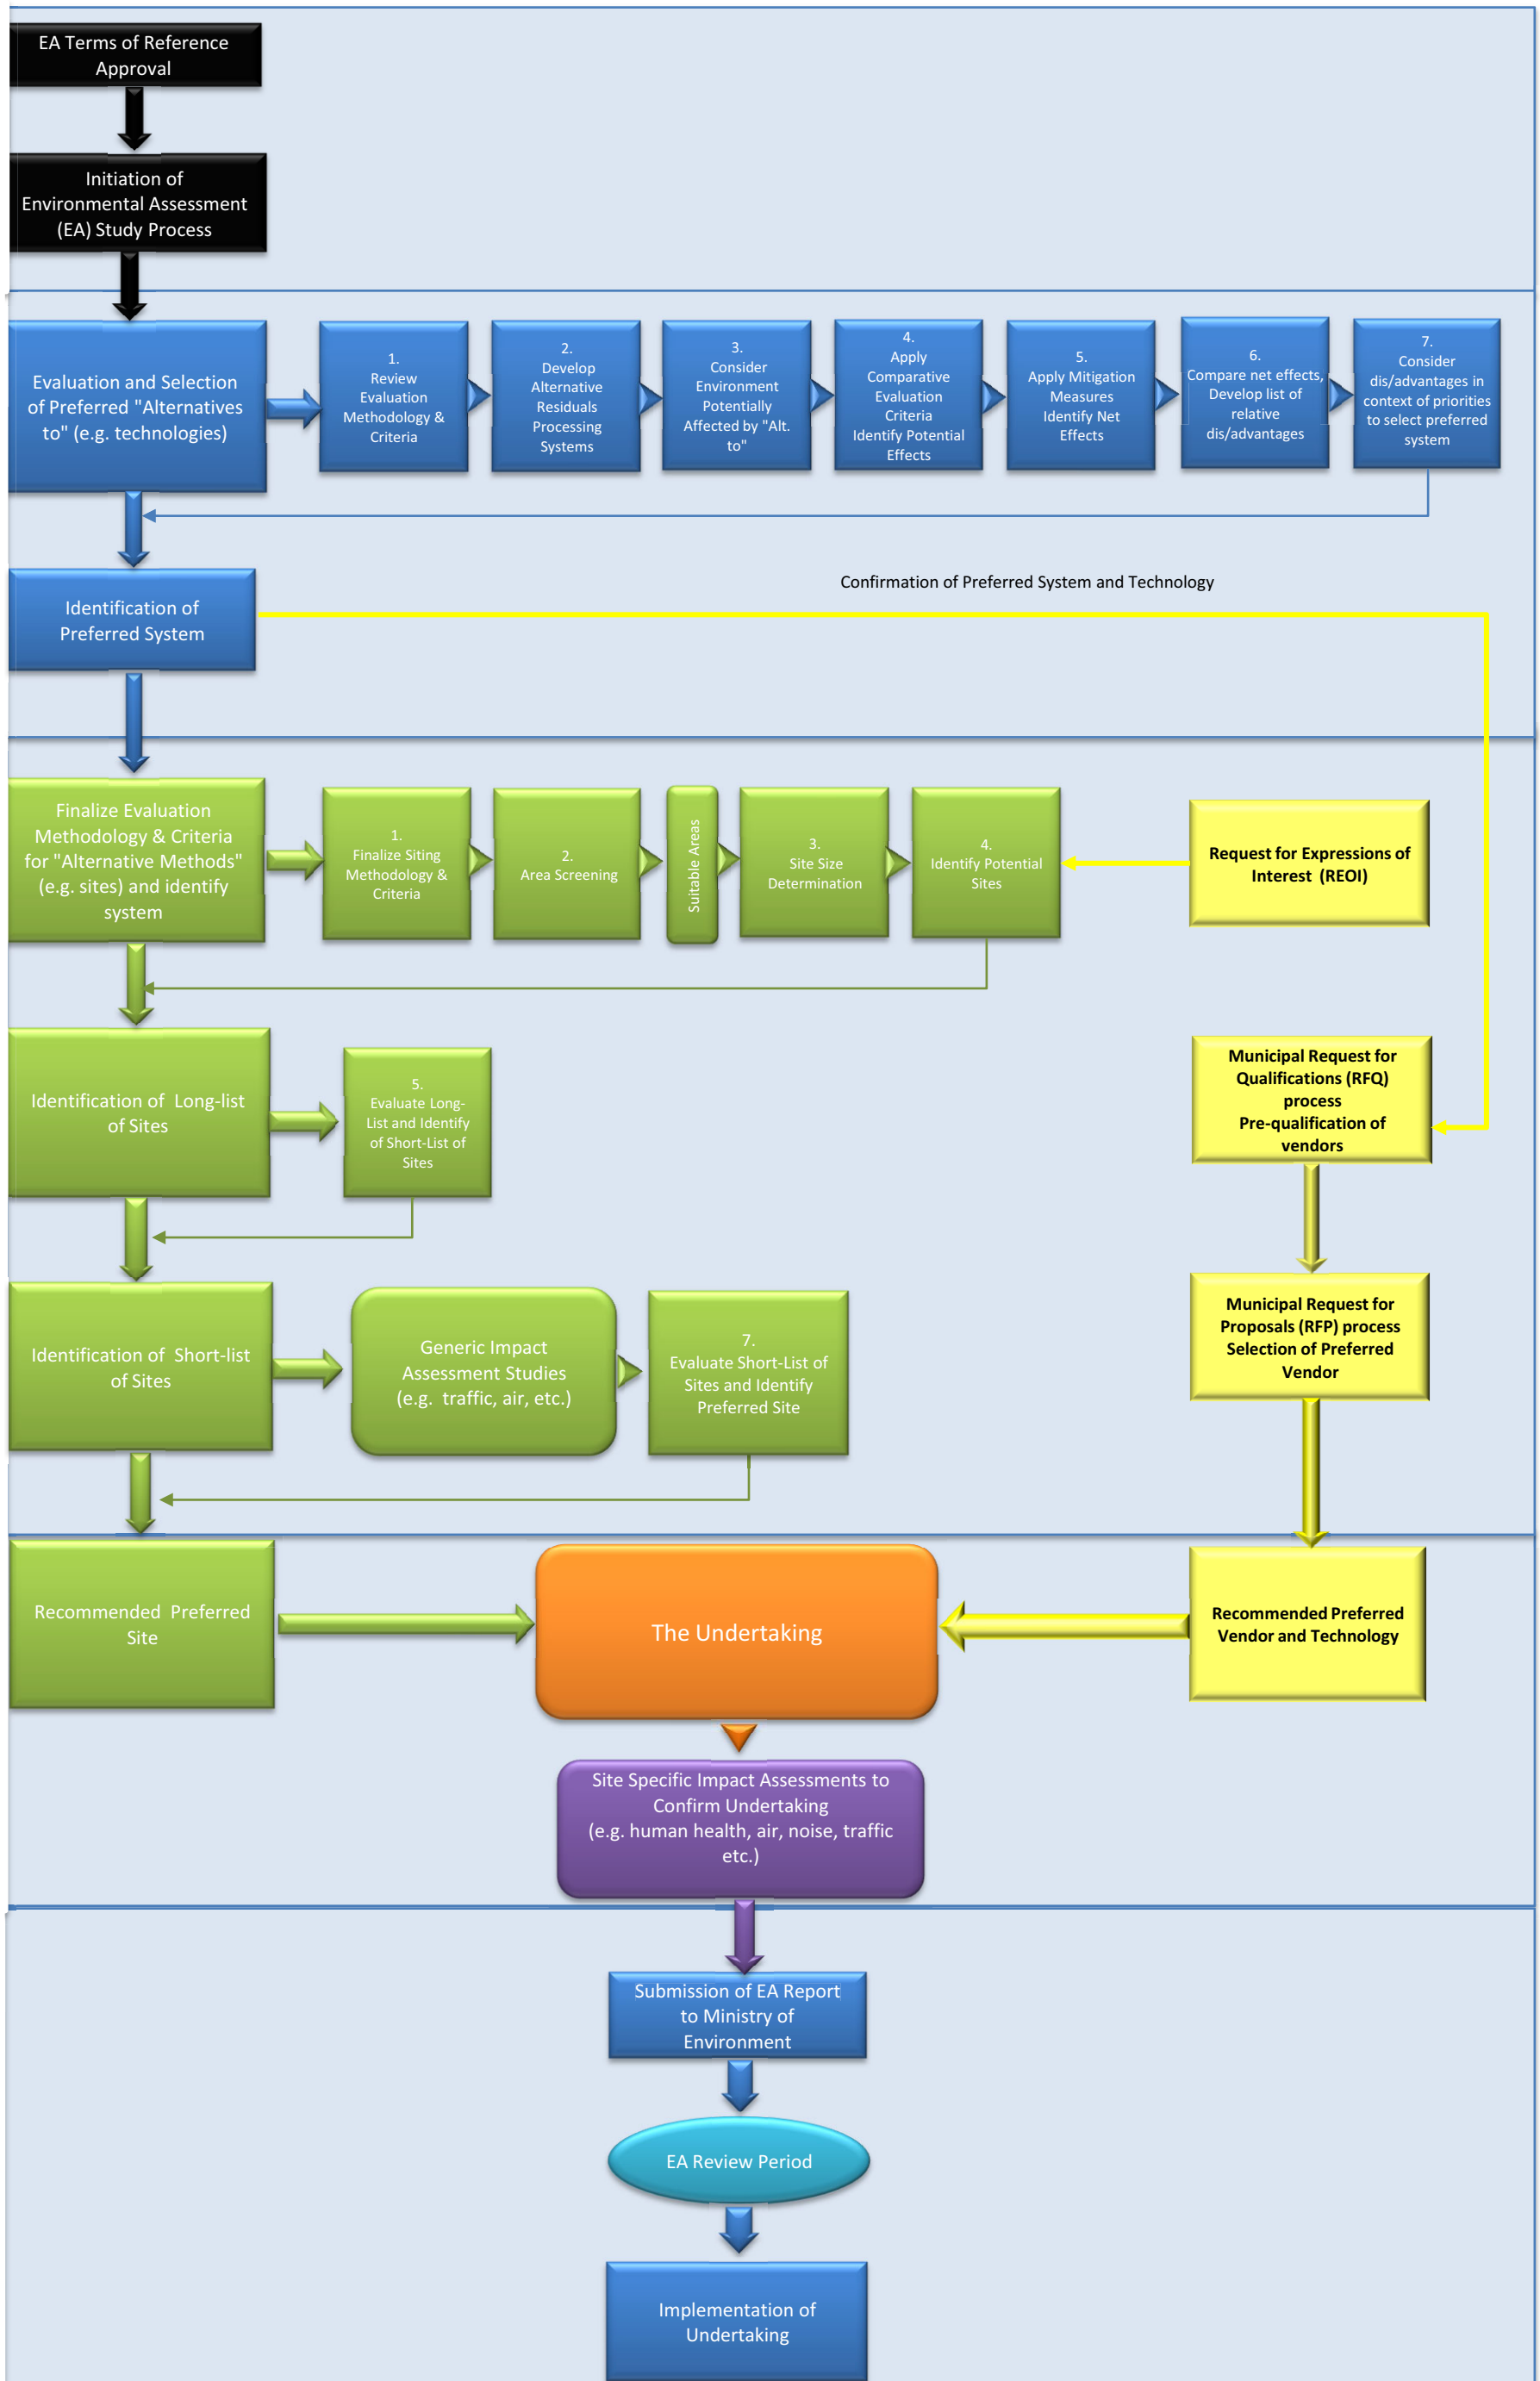 EA Terms of Reference
Approval
Initiation of
Environmental Assessment
(EA) Study Process
Evaluation and Selection
of Preferred "Alternatives
to" (e.g. technologies)
1.
Review
Evaluation
Methodology &
Criteria
2.
Develop
Alternative
Residuals
Processing
Systems
3.
Consider
Environment
Potentially
Affected by "Alt.
to"
4.
Apply
Comparative
Evaluation
Criteria
Identify Potential
Effects
5.
Apply Mitigation
Measures
Identify Net
Effects
6.
Compare net effects,
Develop list of
relative
dis/advantages
7.
Consider
dis/advantages in
context of priorities
to select preferred
system
Identification of
Preferred System
Confirmation of Preferred System and Technology
Finalize Evaluation
Methodology & Criteria
for "Alternative Methods"
(e.g. sites) and identify
system
1.
Finalize Siting
Methodology &
Criteria
2.
Area Screening
Suitable Areas
3.
Site Size
Determination
4.
Identify Potential
Sites
Request for Expressions of
Interest (REOI)
Identification of Long-list
of Sites
5.
Evaluate Long-
List and Identify
of Short-List of
Sites
Municipal Request for
Qualifications (RFQ)
process
Pre-qualification of
vendors
Identification of Short-list
of Sites
Generic Impact
Assessment Studies
(e.g. traffic, air, etc.)
7.
Evaluate Short-List of
Sites and Identify
Preferred Site
Municipal Request for
Proposals (RFP) process
Selection of Preferred
Vendor
Recommended Preferred
Site
The Undertaking
Recommended Preferred
Vendor and Technology
Site Specific Impact Assessments to
Confirm Undertaking
(e.g. human health, air, noise, traffic
etc.)
Submission of EA Report
to Ministry of
Environment
EA Review Period
Implementation of
Undertaking